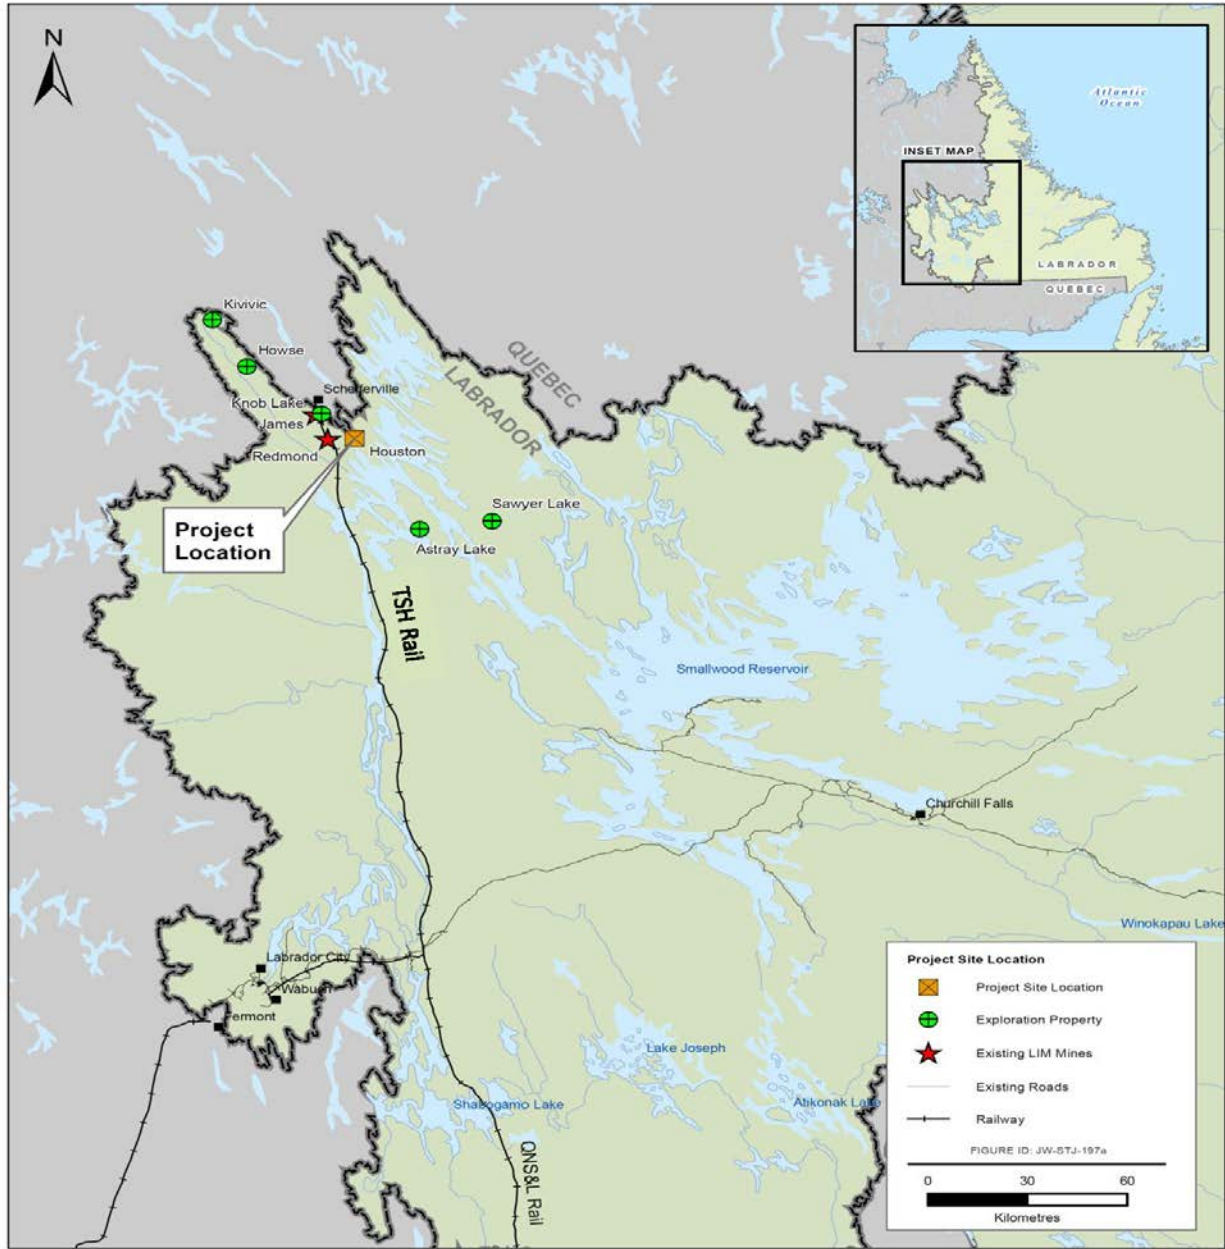 N
Atlantic
Ocean
INSET MAP
LABRADOR
QUEBEC
Kivivic
Howse
Schefferville
Knob Lake
James
Redmond
Houston
QUEBEC
LABRADOR
Project
Location
Sawyer Lake
Astray Lake
TSH Rail
Smallwood Reservoir
Churchill Falls
Winokapau Lake
Labrador City
Wabush
Fermont
Lake Joseph
Shabogamo Lake
Atikonak Lake
QNS&L Rail
Project Site Location
Project Site Location
Exploration Property
Existing LIM Mines
Existing Roads
Railway
FIGURE ID: JW-STJ-197a
0 30 60
Kilometres